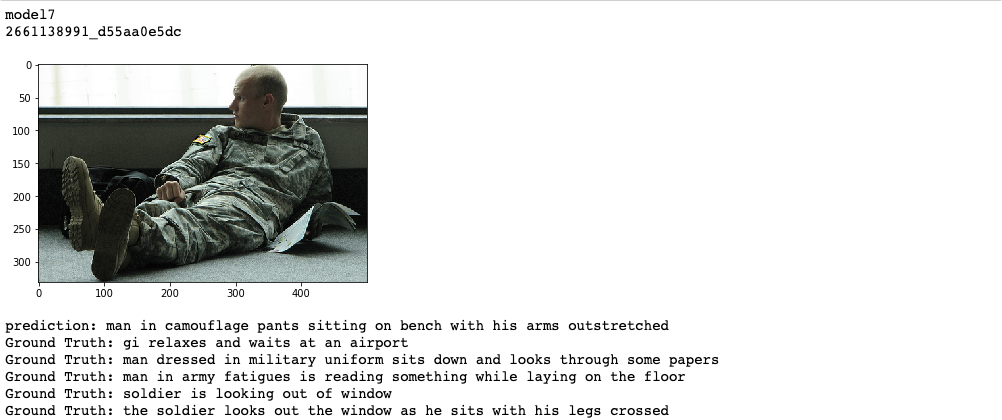 model7
2661138991_d55aa0e5dc
0
50
100
150
200
250
300
0 100 200 300 400
prediction: man in camouflage pants sitting on bench with his arms outstretched
Ground Truth: gi relaxes and waits at an airport
Ground Truth: man dressed in military uniform sits down and looks through some papers
Ground Truth: man in army fatigues is reading something while laying on the floor
Ground Truth: soldier is looking out of window
Ground Truth: the soldier looks out the window as he sits with his legs crossed